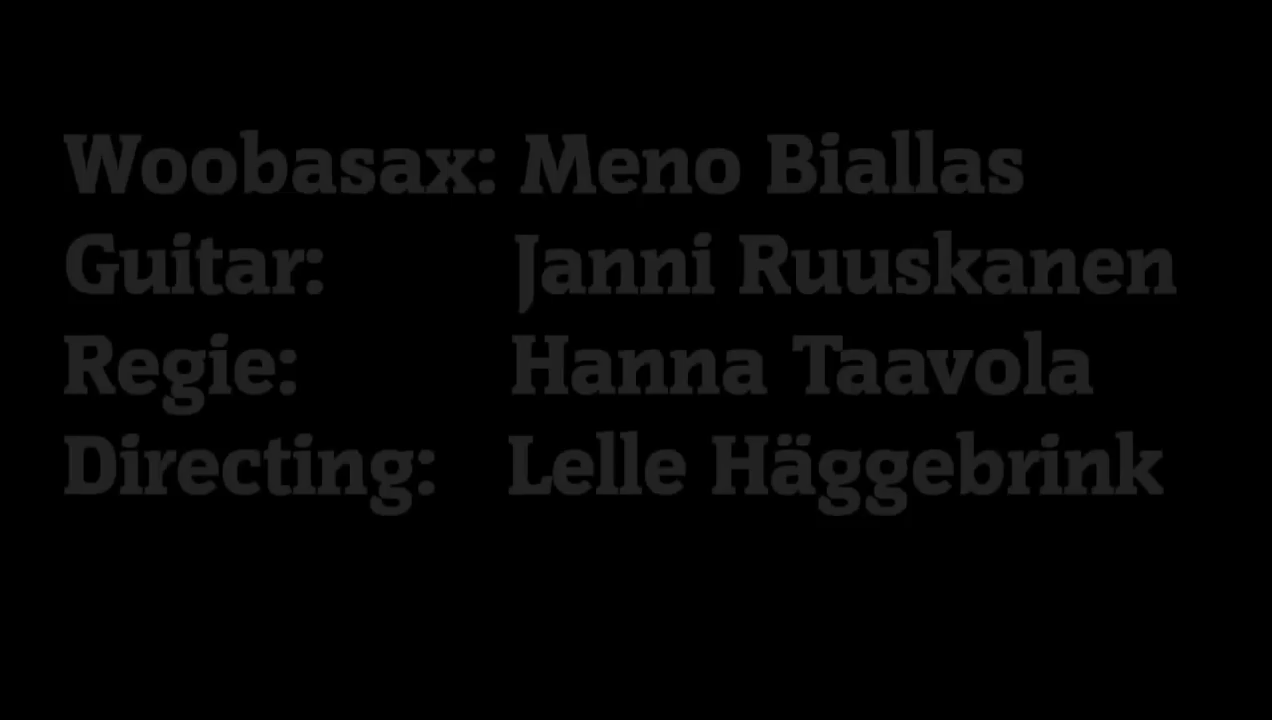 Woobasax: Meno Biallas
Guitar: Janni Ruuskanen
Regie: Hanna Taavola
Directing: Lelle Häggebrink